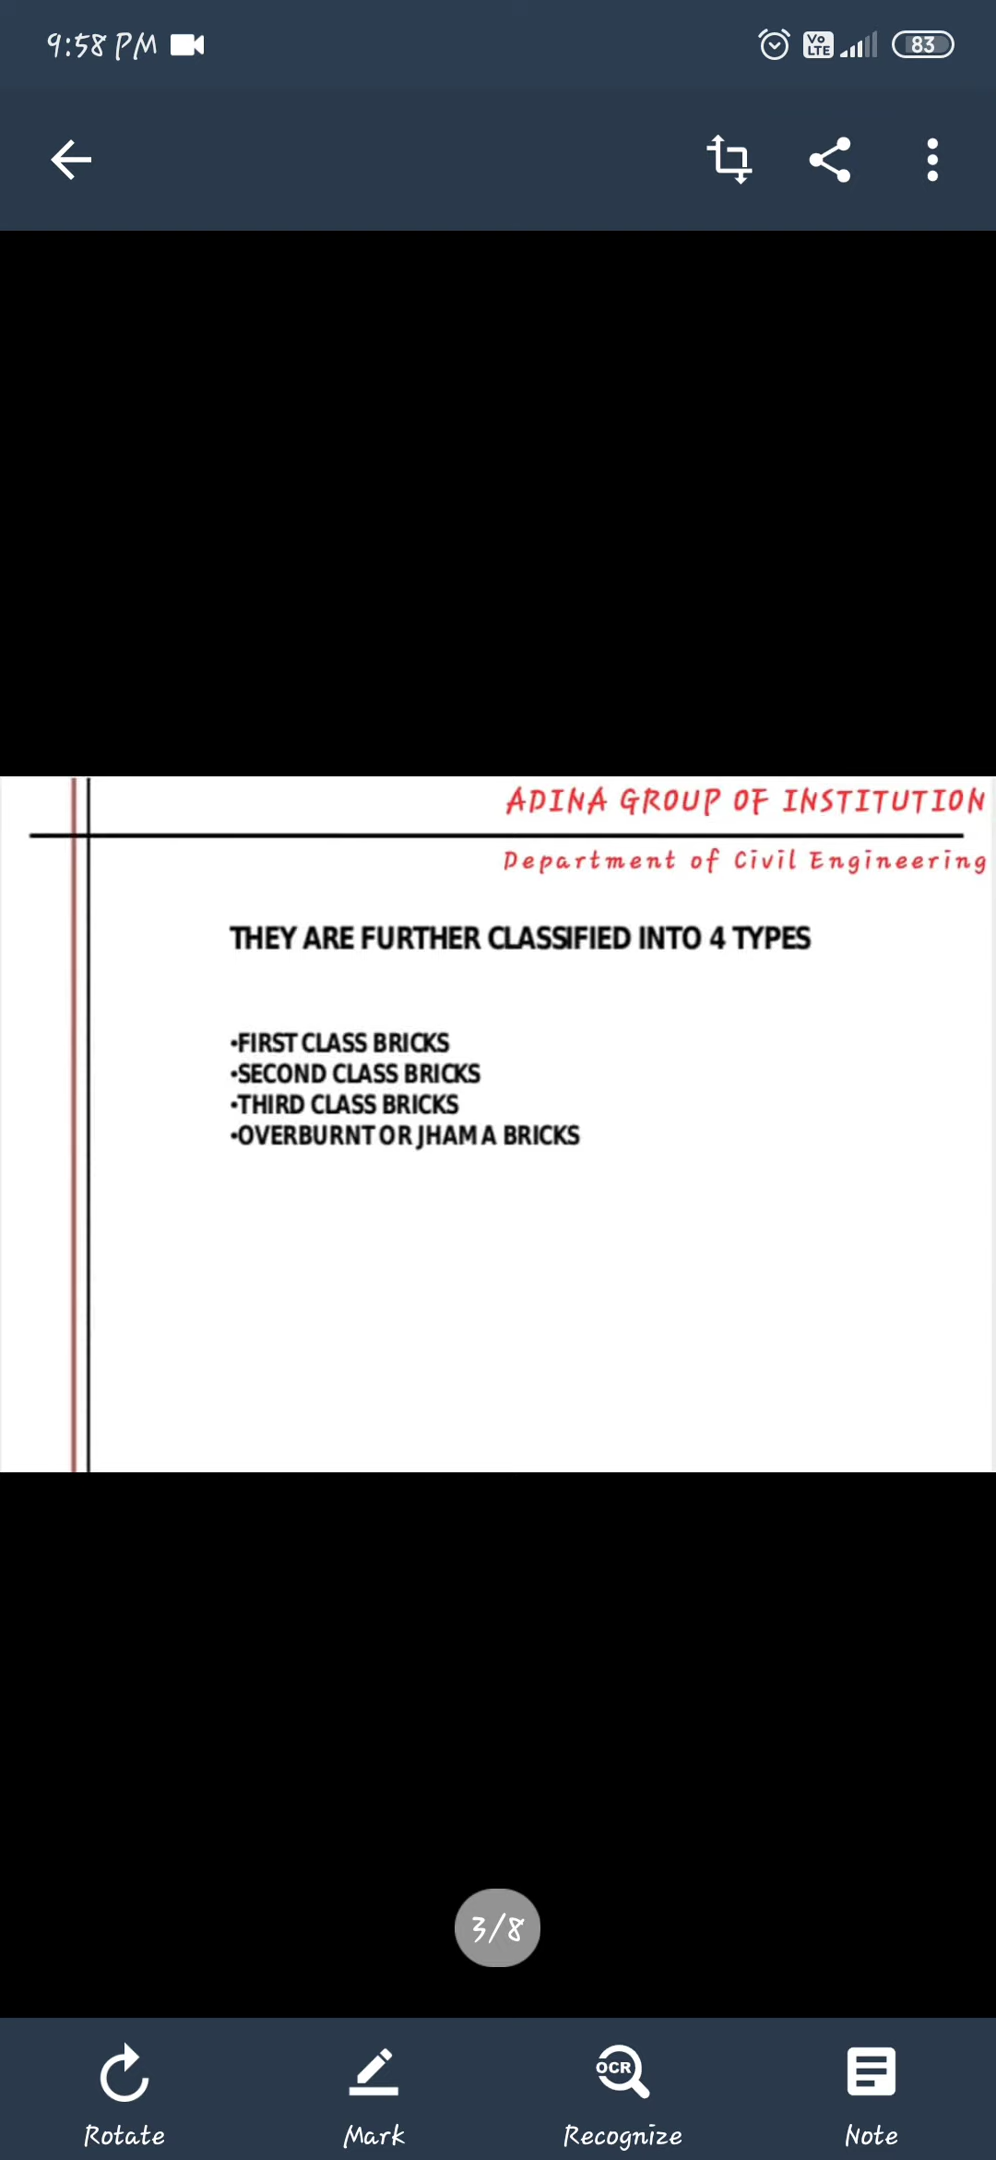 9:58 PM
Vo LTE
83
ADINA GROUP OF INSTITUTION
Department of Civil Engineering
THEY ARE FURTHER CLASSIFIED INTO 4 TYPES
•FIRST CLASS BRICKS
•SECOND CLASS BRICKS
•THIRD CLASS BRICKS
•OVERBURNT OR JHAMA BRICKS
3/8
OCR
Rotate Mark Recognize Note